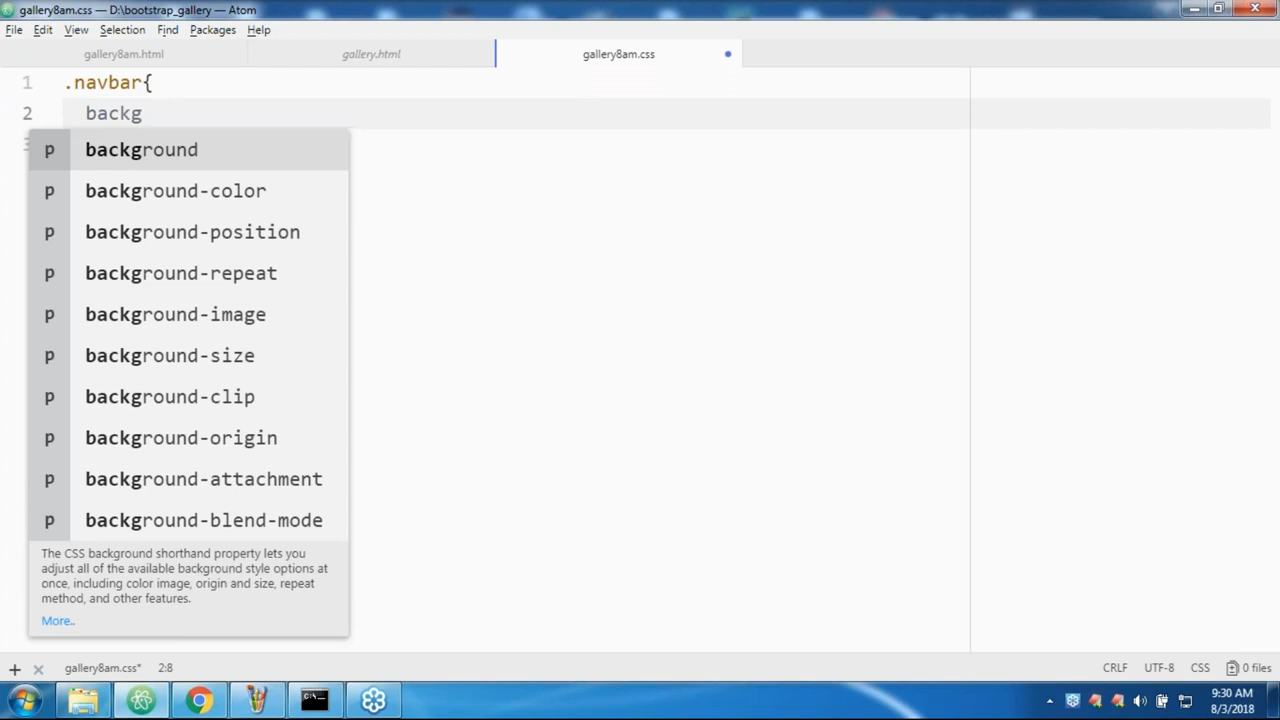 gallery8am.css — D:\bootstrap_gallery — Atom
File Edit View Selection Find Packages Help
gallery8am.html gallery.html gallery8am.css
1 .navbar{
2 backg
p background
p background-color
p background-position
p background-repeat
p background-image
p background-size
p background-clip
p background-origin
p background-attachment
p background-blend-mode
The CSS background shorthand property lets you
adjust all of the available background style options at
once, including color image, origin and size, repeat
method, and other features.
More..
gallery8am.css* 2:8 CRLF UTF-8 CSS 0 files
9:30 AM
8/3/2018